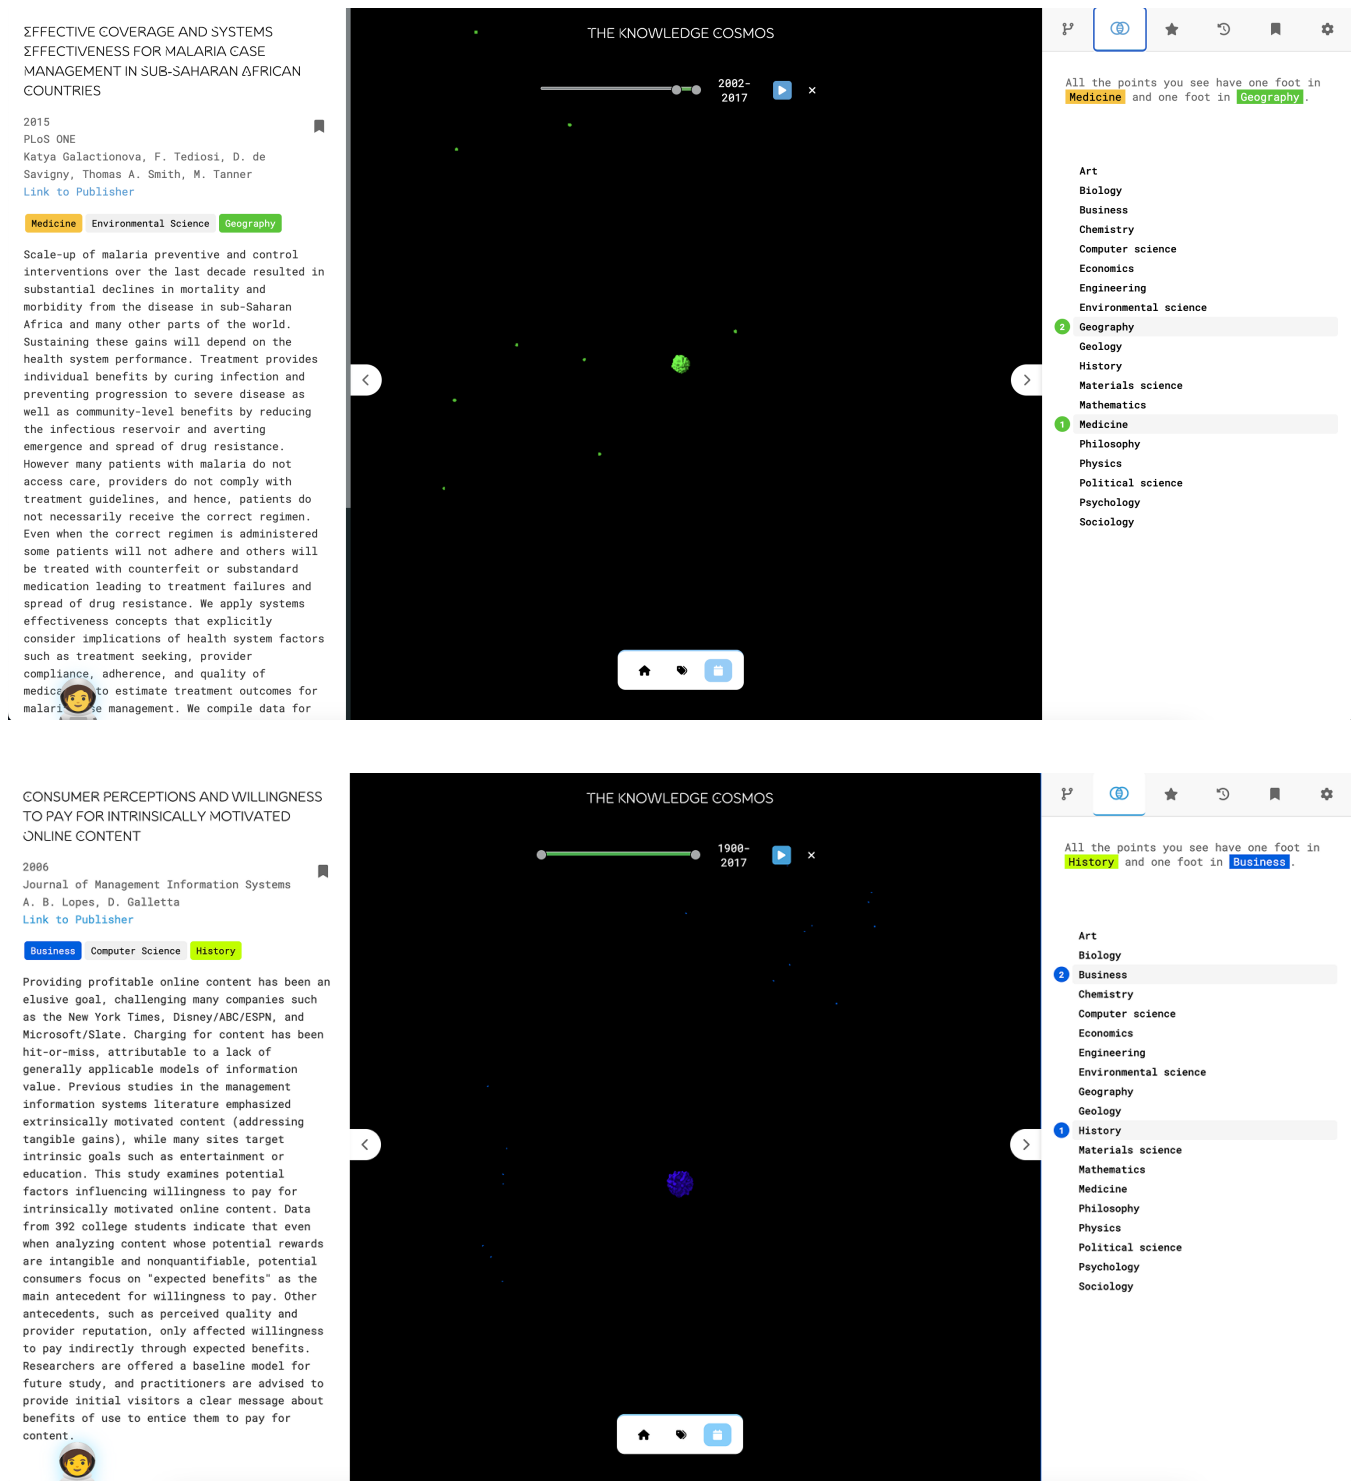 ΣFFECTIVE COVERAGE AND SYSTEMS
ΣFFECTIVENESS FOR MALARIA CASE
MANAGEMENT IN SUB-SAHARAN ΔFRICAN
COUNTRIES
2015
PLoS ONE
Katya Galactionova, F. Tediosi, D. de
Savigny, Thomas A. Smith, M. Tanner
Link to Publisher
Medicine Environmental Science Geography
Scale-up of malaria preventive and control
interventions over the last decade resulted in
substantial declines in mortality and
morbidity from the disease in sub-Saharan
Africa and many other parts of the world.
Sustaining these gains will depend on the
health system performance. Treatment provides
individual benefits by curing infection and
preventing progression to severe disease as
well as community-level benefits by reducing
the infectious reservoir and averting
emergence and spread of drug resistance.
However many patients with malaria do not
access care, providers do not comply with
treatment guidelines, and hence, patients do
not necessarily receive the correct regimen.
Even when the correct regimen is administered
some patients will not adhere and others will
be treated with counterfeit or substandard
medication leading to treatment failures and
spread of drug resistance. We apply systems
effectiveness concepts that explicitly
consider implications of health system factors
such as treatment seeking, provider
compliance, adherence, and quality of
to estimate treatment outcomes for
management. We compile data for
THE KNOWLEDGE COSMOS
2002-
2017
All the points you see have one foot in
Medicine and one foot in Geography.
Art
Biology
Business
Chemistry
Computer science
Economics
Engineering
Environmental science
2 Geography
Geology
History
Materials science
Mathematics
1 Medicine
Philosophy
Physics
Political science
Psychology
Sociology
CONSUMER PERCEPTIONS AND WILLINGNESS
TO PAY FOR INTRINSICALLY MOTIVATED
ONLINE CONTENT
2006
Journal of Management Information Systems
A. B. Lopes, D. Galletta
Link to Publisher
Business Computer Science History
Providing profitable online content has been an
elusive goal, challenging many companies such
as the New York Times, Disney/ABC/ESPN, and
Microsoft/Slate. Charging for content has been
hit-or-miss, attributable to a lack of
generally applicable models of information
value. Previous studies in the management
information systems literature emphasized
extrinsically motivated content (addressing
tangible gains), while many sites target
intrinsic goals such as entertainment or
education. This study examines potential
factors influencing willingness to pay for
intrinsically motivated online content. Data
from 392 college students indicate that even
when analyzing content whose potential rewards
are intangible and nonquantifiable, potential
consumers focus on "expected benefits" as the
main antecedent for willingness to pay. Other
antecedents, such as perceived quality and
provider reputation, only affected willingness
to pay indirectly through expected benefits.
Researchers are offered a baseline model for
future study, and practitioners are advised to
provide initial visitors a clear message about
benefits of use to entice them to pay for
content.
THE KNOWLEDGE COSMOS
1900-
2017
All the points you see have one foot in
History and one foot in Business.
Art
Biology
2 Business
Chemistry
Computer science
Economics
Engineering
Environmental science
Geography
Geology
1 History
Materials science
Mathematics
Medicine
Philosophy
Physics
Political science
Psychology
Sociology